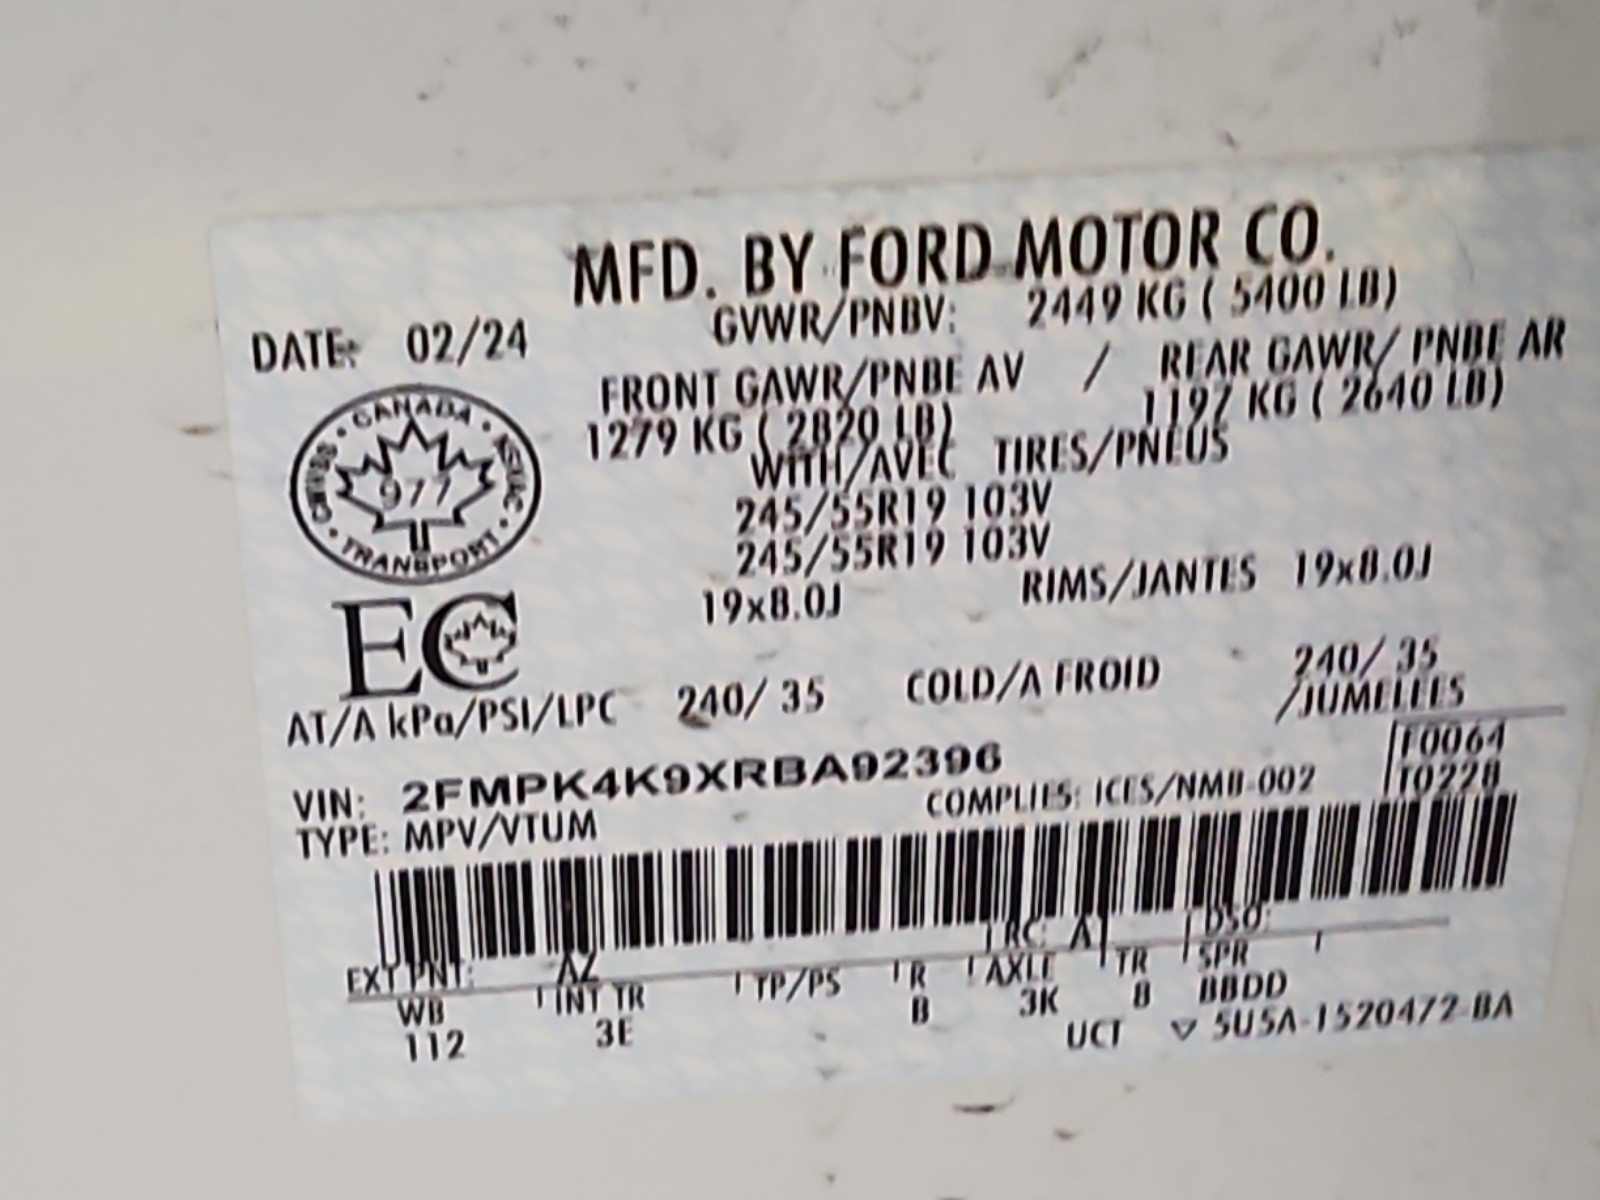 MFD. BY FORD MOTOR CO.
DATE: 02/24
GVWR/PNBV: 2449 KG ( 5400 LB)
FRONT GAWR/PNBE AV / REAR GAWR/ PNBE AR
1279 KG ( 2820 LB) 1197 KG ( 2640 LB)
WITH/AVEC TIRES/PNEUS
245/55R19 103V
245/55R19 103V
19x8.0J RIMS/JANTES 19x8.0J
CANADA
977
TRANSPORT
EC
AT/A kPa/PSI/LPC 240/ 35 COLD/A FROID 240/ 35
/JUMELEES
VIN: 2FMPK4K9XRBA92396
F0064
T0228
TYPE: MPV/VTUM COMPLIES: ICES/NMB-002
EXT PNT: AZ RC: A DSO:
WB INT TR TP/PS R AXLE TR SPR
112 3E B 3K 8 BBDD
UCT ▽ 5U5A-1520472-BA